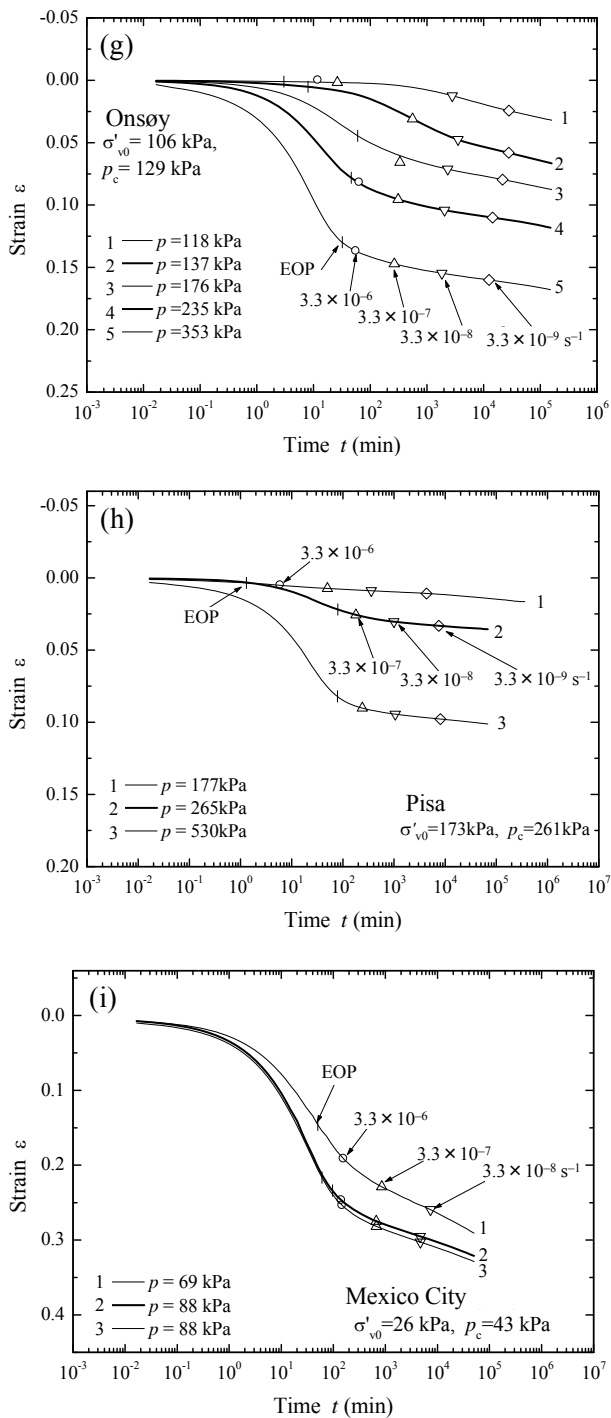 (g)
-0.05
0.00
0.05
0.10
0.15
0.20
0.25
Strain ε
Onsøy
σ'v0= 106 kPa,
pc= 129 kPa
1 p =118 kPa
2 p =137 kPa
3 p =176 kPa
4 p =235 kPa
5 p =353 kPa
EOP
3.3 × 10–6
3.3 × 10–7
3.3 × 10–8
3.3 × 10–9 s–1
1
2
3
4
5
10-3 10-2 10-1 100 101 102 103 104 105 106
Time t (min)
(h)
-0.05
0.00
0.05
0.10
0.15
0.20
Strain ε
3.3 × 10–6
EOP
3.3 × 10–7
3.3 × 10–8
3.3 × 10–9 s–1
1
2
3
1 p = 177kPa
2 p = 265kPa
3 p = 530kPa
Pisa
σ'v0=173kPa, pc=261kPa
10-3 10-2 10-1 100 101 102 103 104 105 106 107
Time t (min)
(i)
0.0
0.1
0.2
0.3
0.4
Strain ε
EOP
3.3 × 10–6
3.3 × 10–7
3.3 × 10–8 s–1
1
2
3
1 p = 69 kPa
2 p = 88 kPa
3 p = 88 kPa
Mexico City
σ'v0=26 kPa, pc=43 kPa
10-3 10-2 10-1 100 101 102 103 104 105 106 107
Time t (min)